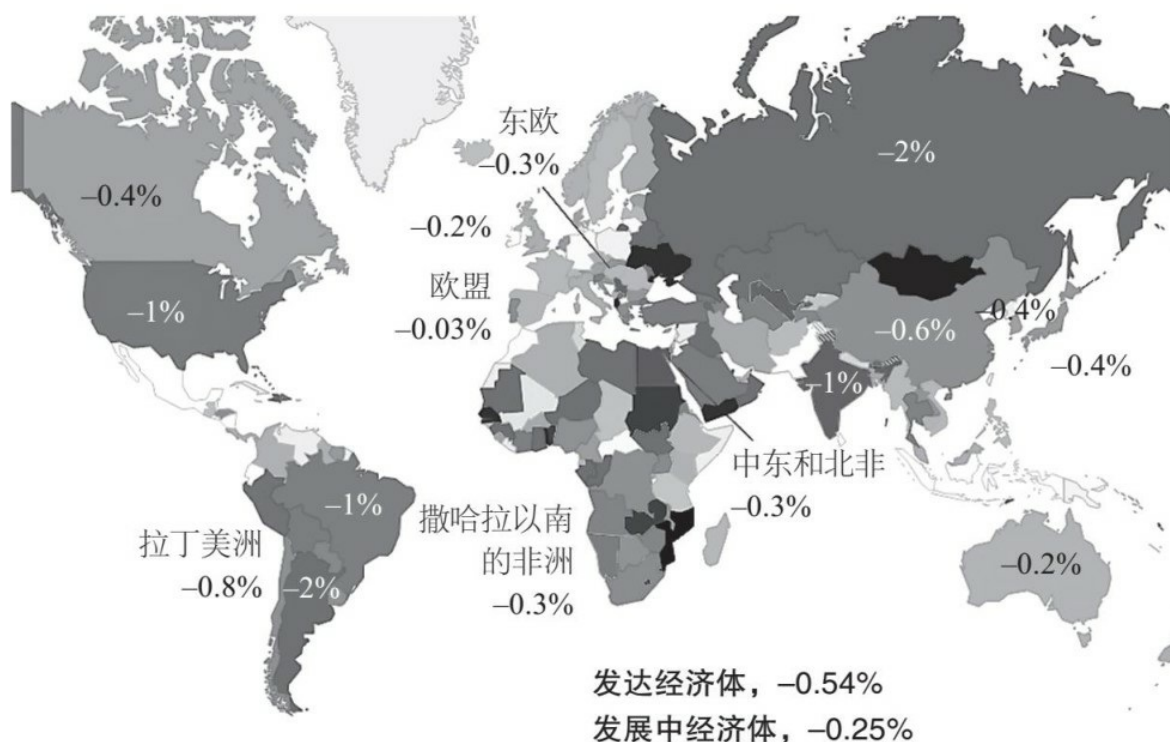 东欧
–0.3%
–2%
–0.4%
–0.2%
欧盟
–0.03%
–1%
–0.4%
–0.6%
–0.4%
–1%
中东和北非
–0.3%
–1%
撒哈拉以南
的非洲
–0.3%
拉丁美洲
–0.8%
–2%
–0.2%
发达经济体，–0.54%
发展中经济体，–0.25%